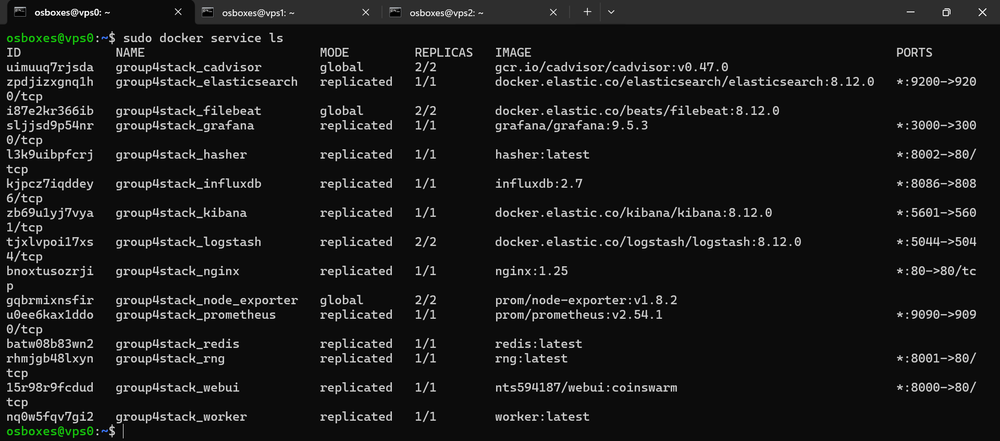 osboxes@vps0: ~
osboxes@vps1: ~
osboxes@vps2: ~
osboxes@vps0:~$ sudo docker service ls
ID NAME MODE REPLICAS IMAGE PORTS
uimuuq7rjsda group4stack_cadvisor global 2/2 gcr.io/cadvisor/cadvisor:v0.47.0
zpdjizxgnq1h group4stack_elasticsearch replicated 1/1 docker.elastic.co/elasticsearch/elasticsearch:8.12.0 *:9200->920
0/tcp
i87e2kr366ib group4stack_filebeat global 2/2 docker.elastic.co/beats/filebeat:8.12.0
sljjsd9p54nr group4stack_grafana replicated 1/1 grafana/grafana:9.5.3 *:3000->300
0/tcp
l3k9uibpfcrj group4stack_hasher replicated 1/1 hasher:latest *:8002->80/
tcp
kjpcz7iqddey group4stack_influxdb replicated 1/1 influxdb:2.7 *:8086->808
6/tcp
zb69u1yj7vya group4stack_kibana replicated 1/1 docker.elastic.co/kibana/kibana:8.12.0 *:5601->560
1/tcp
tjxlvpoi17xs group4stack_logstash replicated 2/2 docker.elastic.co/logstash/logstash:8.12.0 *:5044->504
4/tcp
bnoxtusozrji group4stack_nginx replicated 1/1 nginx:1.25 *:80->80/tc
p
gqbrmixnsfir group4stack_node_exporter global 2/2 prom/node-exporter:v1.8.2
u0ee6kax1ddo group4stack_prometheus replicated 1/1 prom/prometheus:v2.54.1 *:9090->909
0/tcp
batw08b83wn2 group4stack_redis replicated 1/1 redis:latest
rhmjgb48lxyn group4stack_rng replicated 1/1 rng:latest *:8001->80/
tcp
15r98r9fcdud group4stack_webui replicated 1/1 nts594187/webui:coinswarm *:8000->80/
tcp
nq0w5fqv7gi2 group4stack_worker replicated 1/1 worker:latest
osboxes@vps0:~$